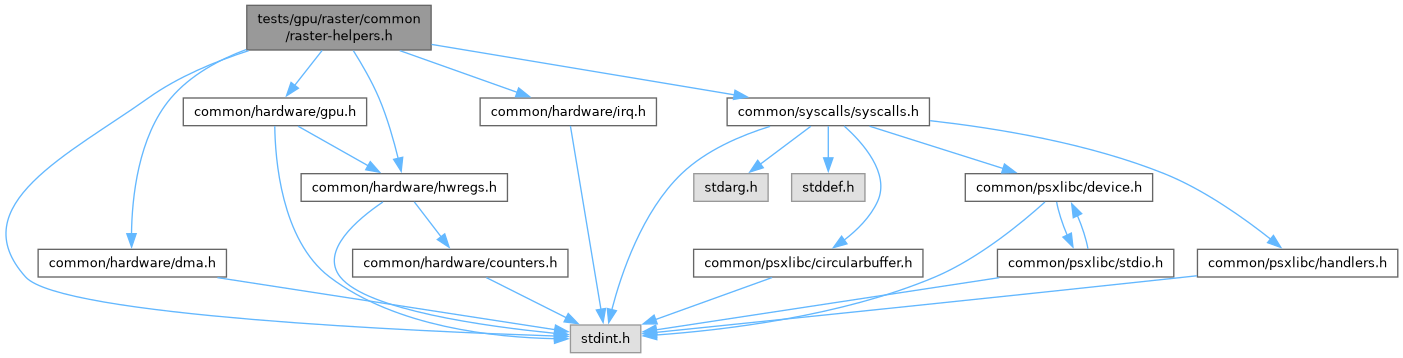 tests/gpu/raster/common
/raster-helpers.h
common/hardware/gpu.h
common/hardware/irq.h
common/syscalls/syscalls.h
common/hardware/hwregs.h
stdarg.h
stddef.h
common/psxlibc/device.h
common/hardware/dma.h
common/hardware/counters.h
common/psxlibc/circularbuffer.h
common/psxlibc/stdio.h
common/psxlibc/handlers.h
stdint.h